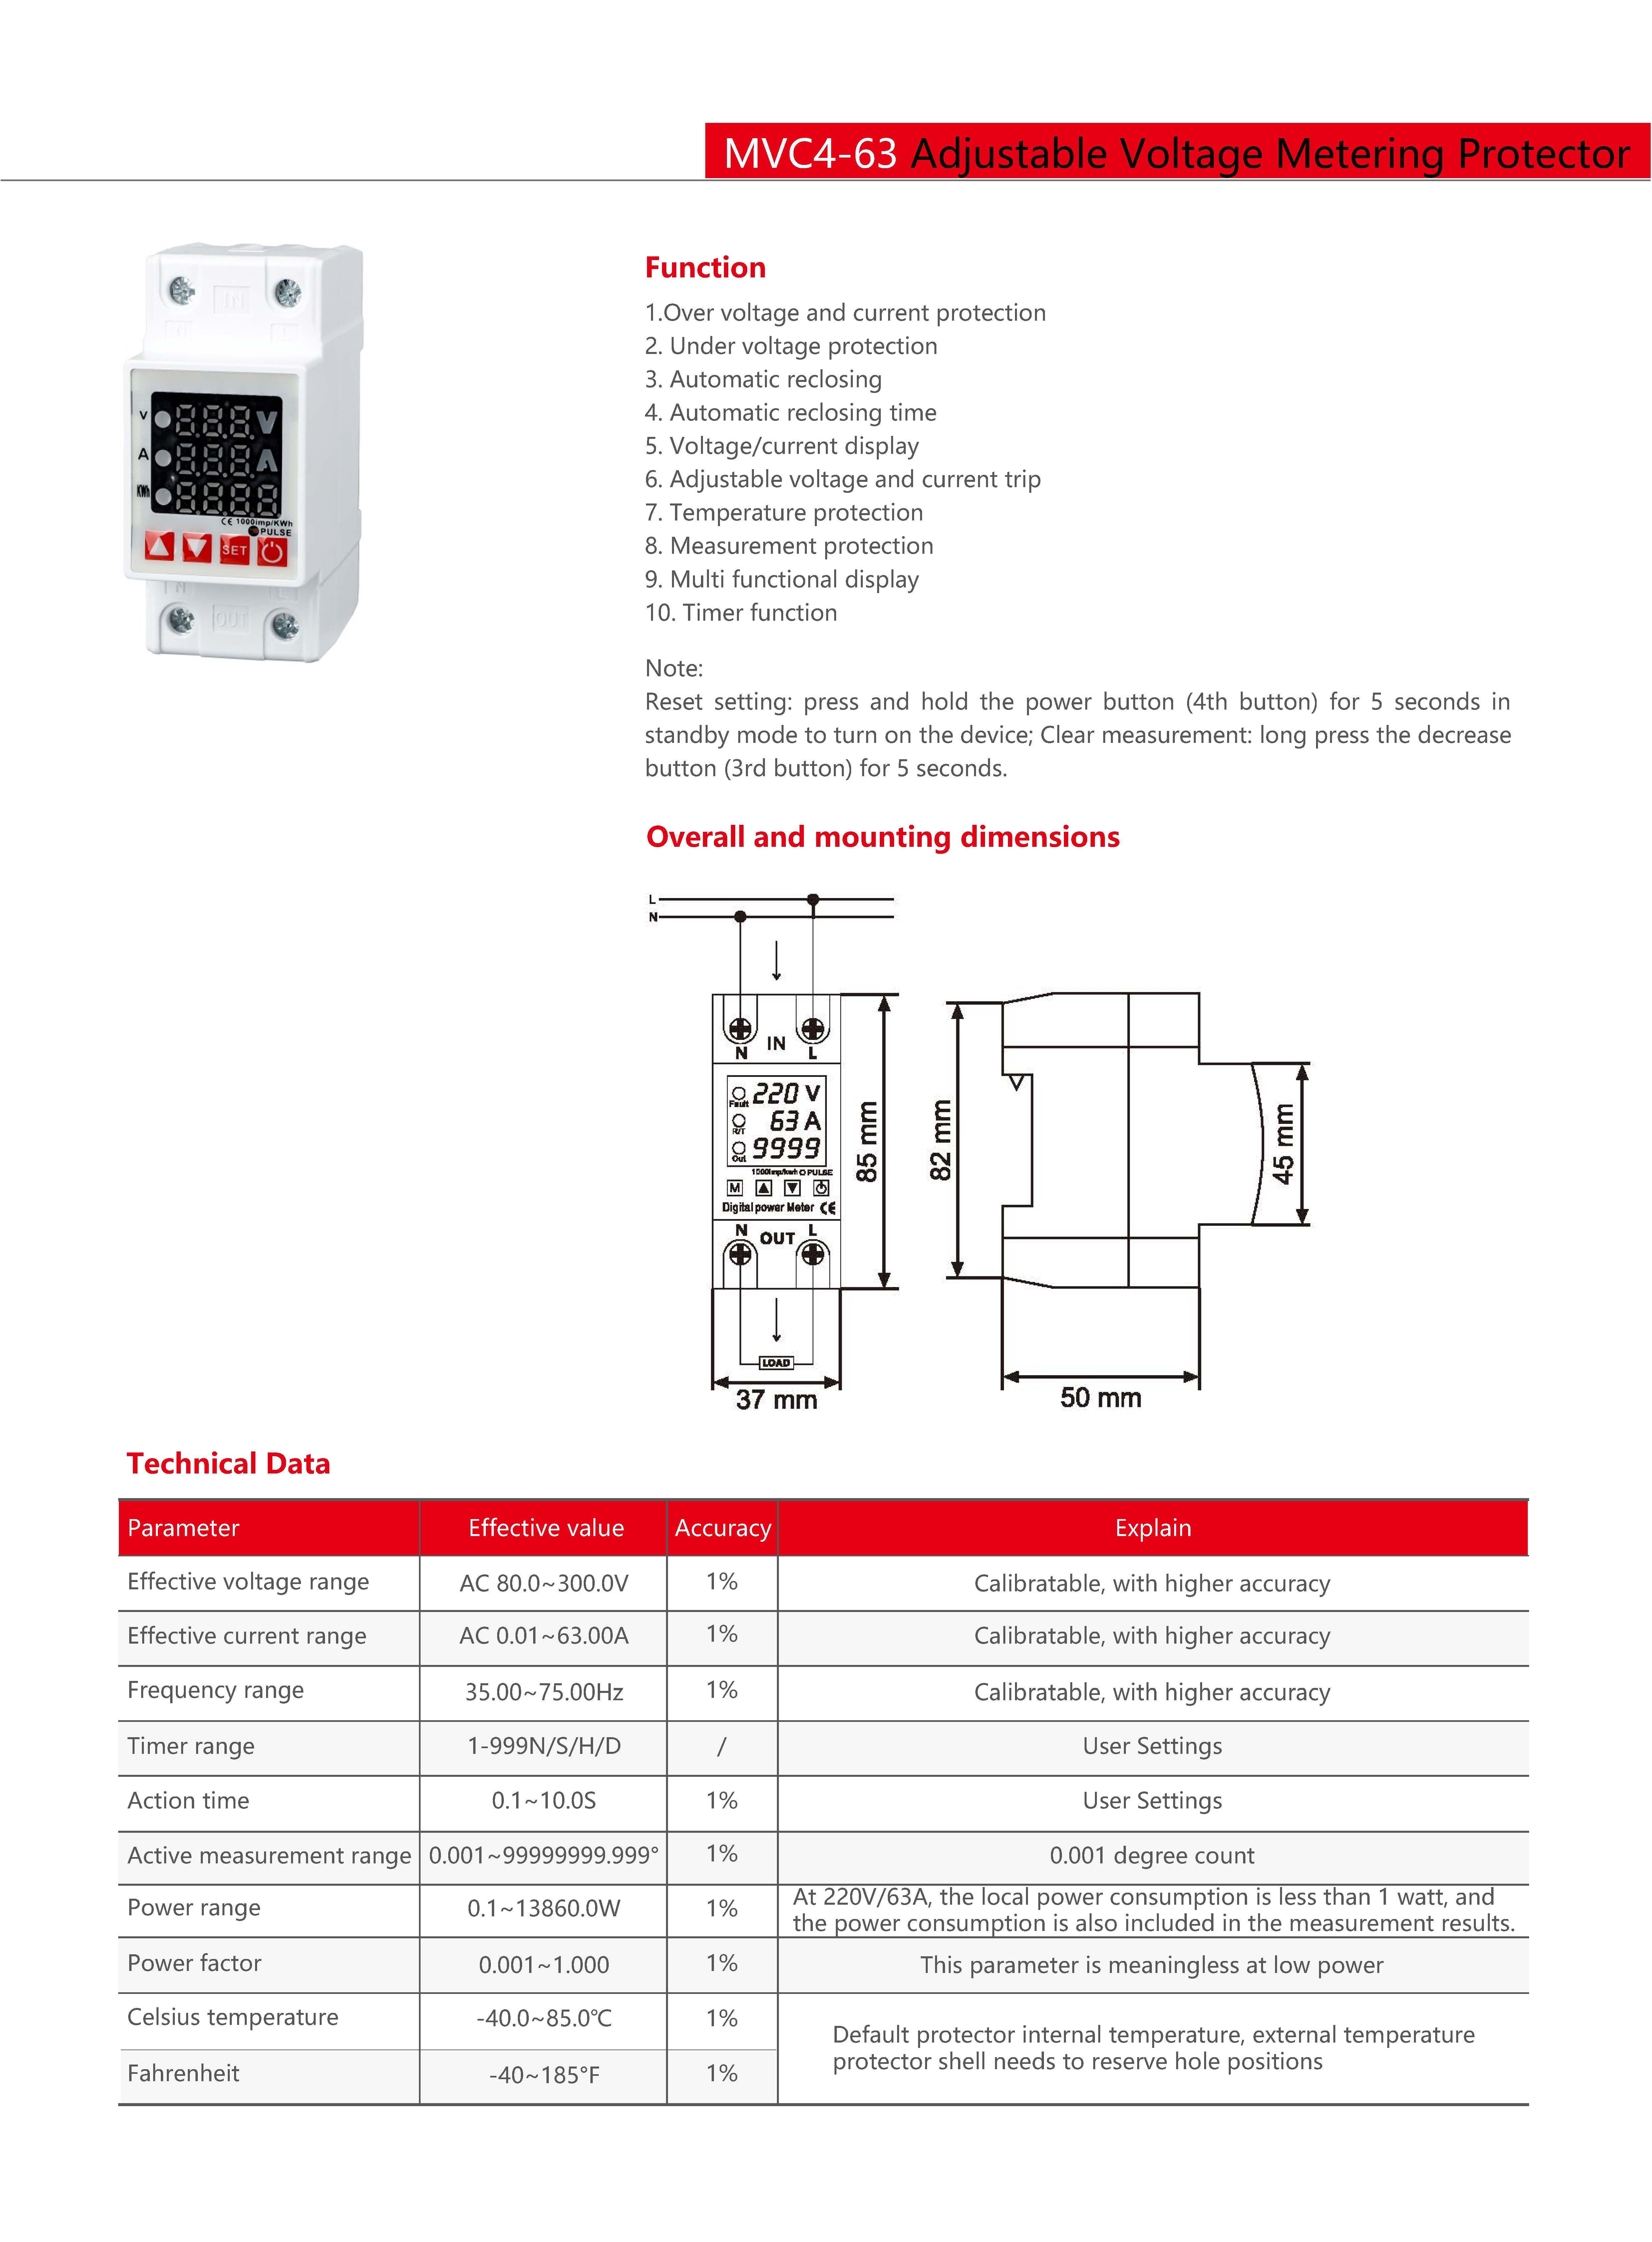 MVC4-63 Adjustable Voltage Metering Protector
IN
V
A
KWh
V
A
CE 1000imp/KWh
PULSE
SET
N
L
OUT
Function
1.Over voltage and current protection
2. Under voltage protection
3. Automatic reclosing
4. Automatic reclosing time
5. Voltage/current display
6. Adjustable voltage and current trip
7. Temperature protection
8. Measurement protection
9. Multi functional display
10. Timer function
Note:
Reset setting: press and hold the power button (4th button) for 5 seconds in
standby mode to turn on the device; Clear measurement: long press the decrease
button (3rd button) for 5 seconds.
Overall and mounting dimensions
L
N
N IN L
Fault 220 V
R/T 63 A
Out 9999
1000imp/kwh PULSE
M
Digital power Meter CE
N OUT L
LOAD
37 mm
85 mm
82 mm
45 mm
50 mm
Technical Data
Parameter Effective value Accuracy Explain
Effective voltage range AC 80.0~300.0V 1% Calibratable, with higher accuracy
Effective current range AC 0.01~63.00A 1% Calibratable, with higher accuracy
Frequency range 35.00~75.00Hz 1% Calibratable, with higher accuracy
Timer range 1-999N/S/H/D / User Settings
Action time 0.1~10.0S 1% User Settings
Active measurement range 0.001~99999999.999° 1% 0.001 degree count
Power range 0.1~13860.0W 1% At 220V/63A, the local power consumption is less than 1 watt, and
the power consumption is also included in the measurement results.
Power factor 0.001~1.000 1% This parameter is meaningless at low power
Celsius temperature -40.0~85.0℃ 1%
Default protector internal temperature, external temperature
protector shell needs to reserve hole positions
Fahrenheit -40~185°F 1%